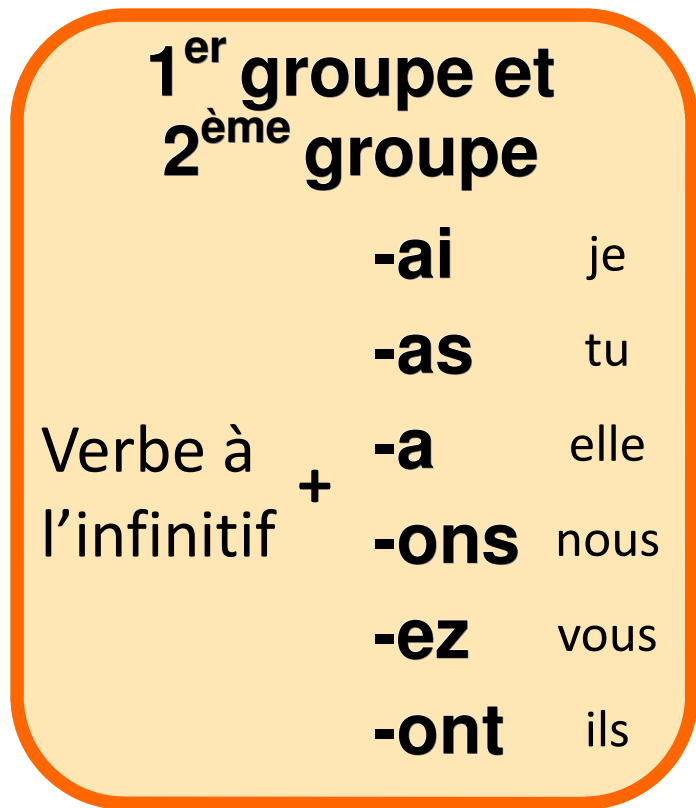 1er groupe et
2ème groupe
-ai je
-as tu
-a elle
Verbe à
l’infinitif
+
-ons nous
-ez vous
-ont ils